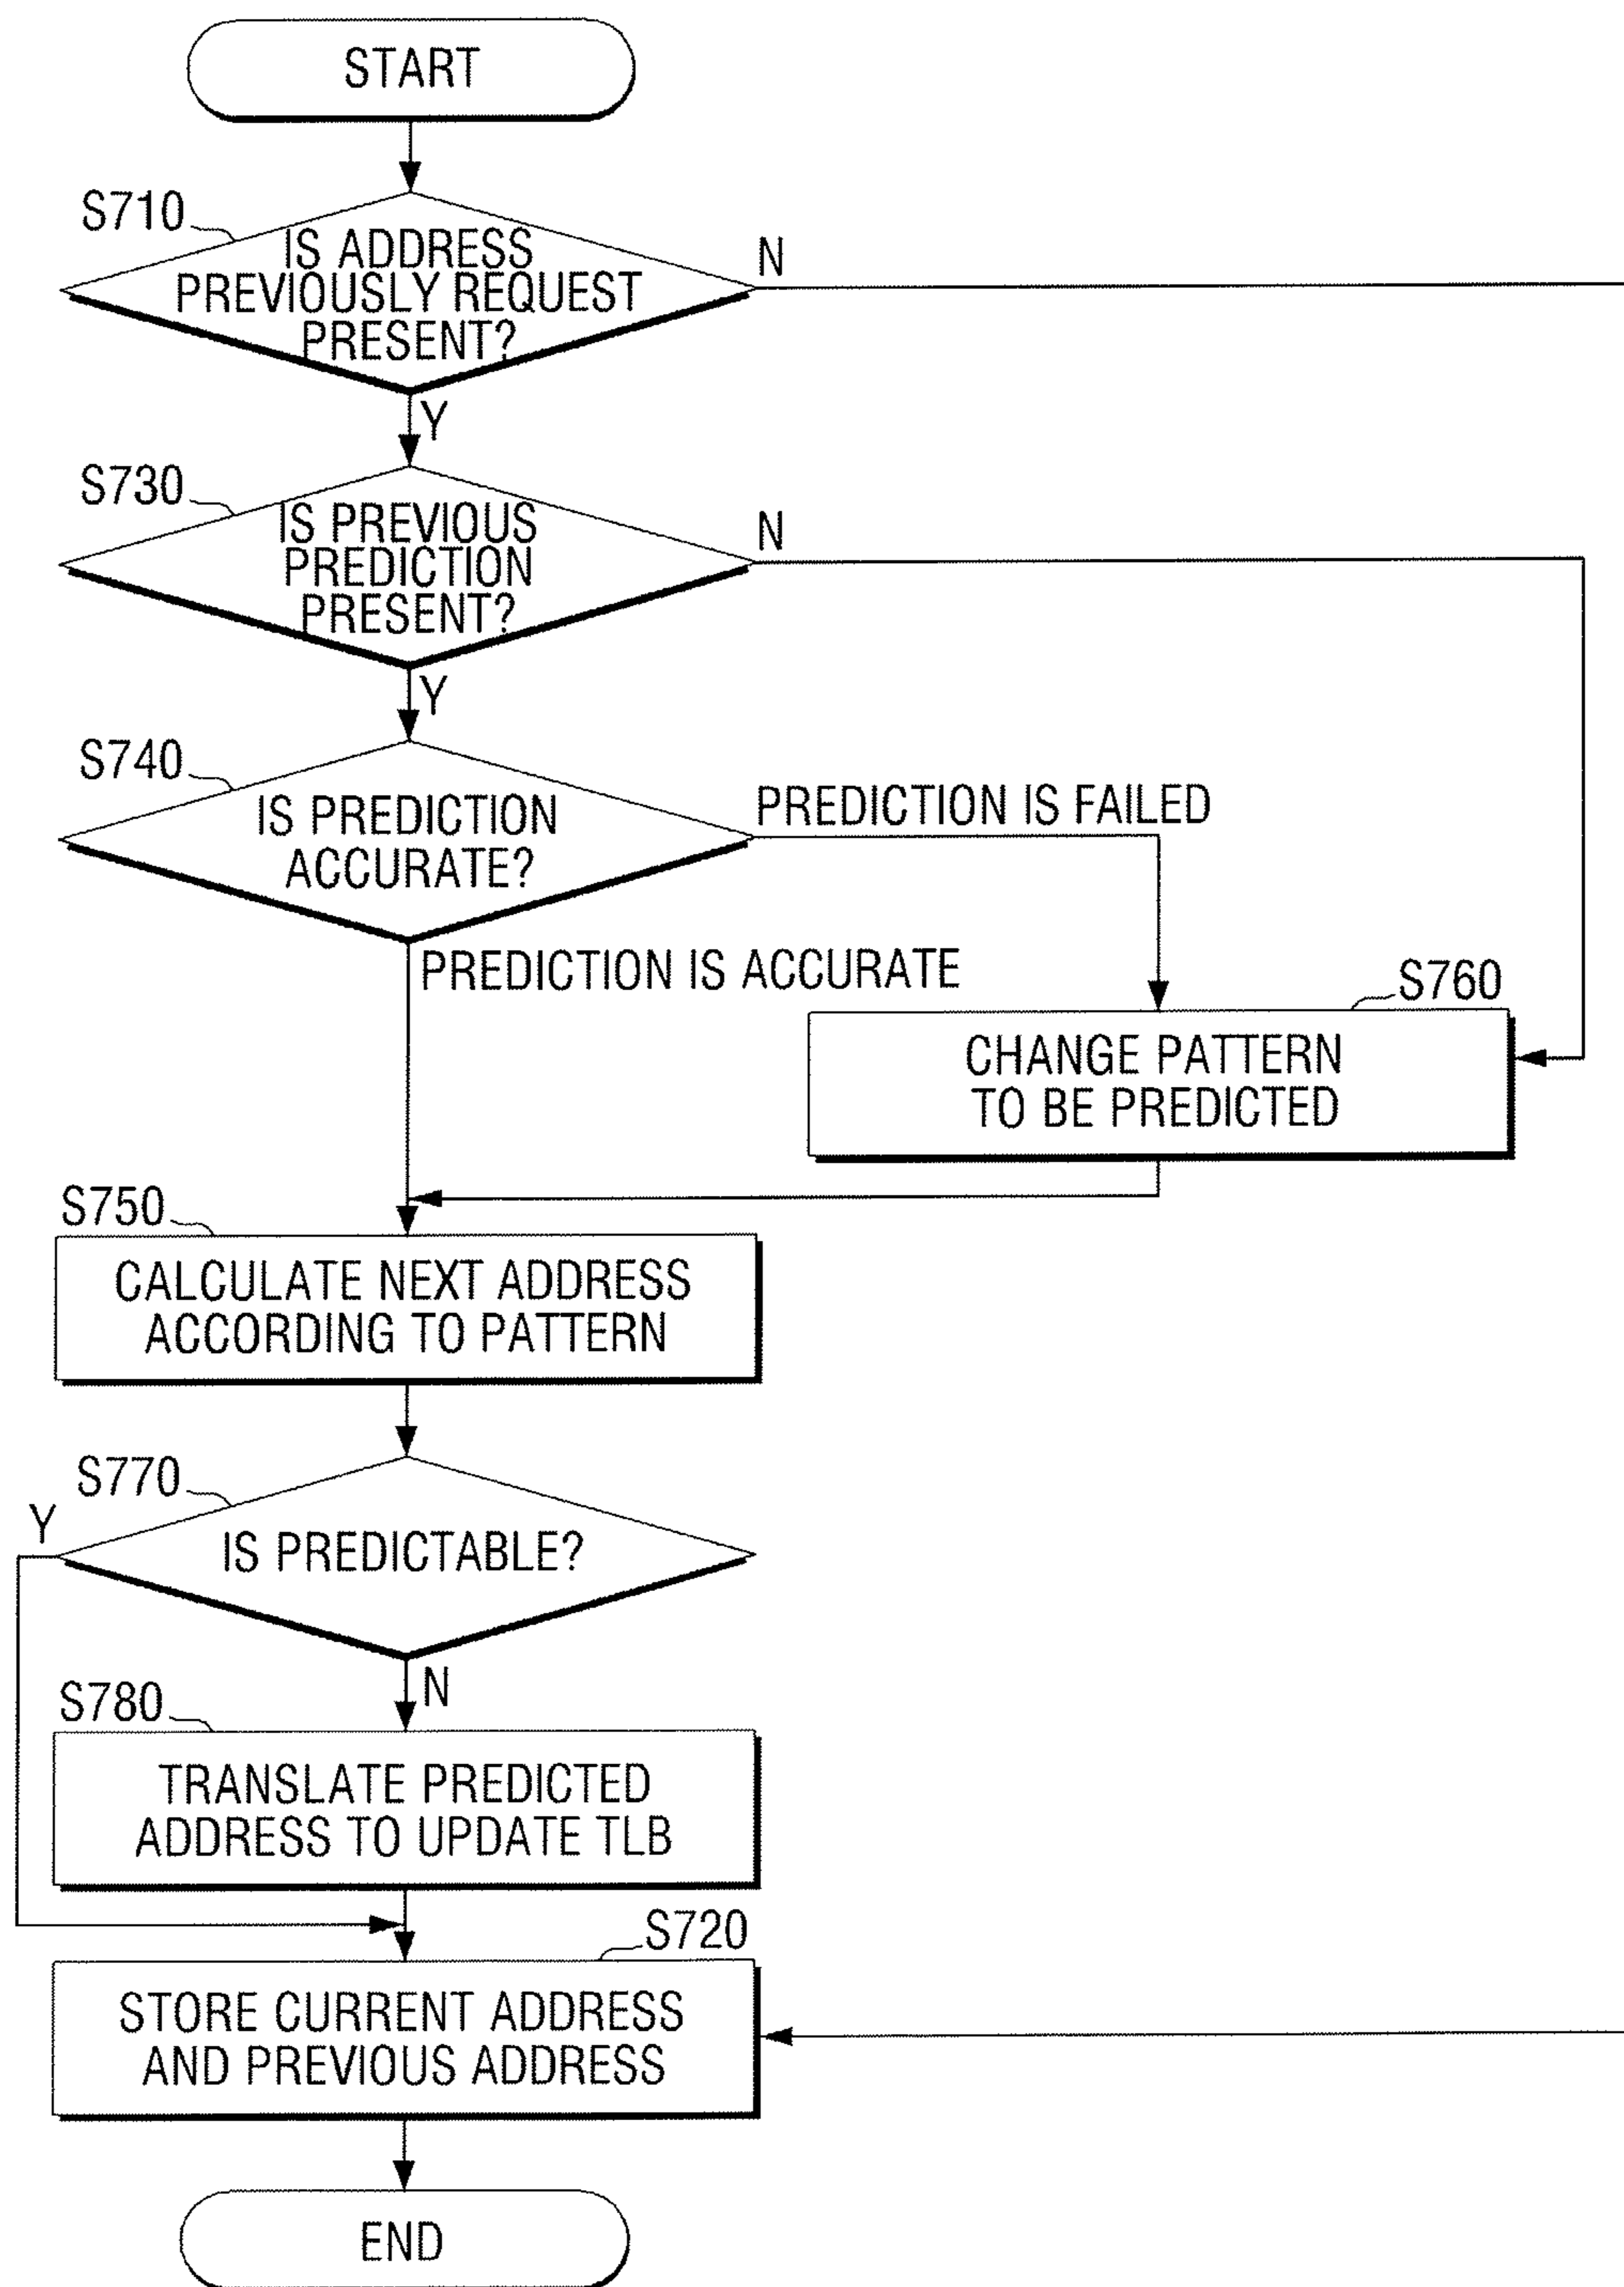 START
S710
IS ADDRESS
PREVIOUSLY REQUEST
PRESENT?
N
Y
S730
IS PREVIOUS
PREDICTION
PRESENT?
N
Y
S740
IS PREDICTION
ACCURATE?
PREDICTION IS FAILED
PREDICTION IS ACCURATE
S760
CHANGE PATTERN
TO BE PREDICTED
S750
CALCULATE NEXT ADDRESS
ACCORDING TO PATTERN
S770
Y
IS PREDICTABLE?
N
S780
TRANSLATE PREDICTED
ADDRESS TO UPDATE TLB
S720
STORE CURRENT ADDRESS
AND PREVIOUS ADDRESS
END